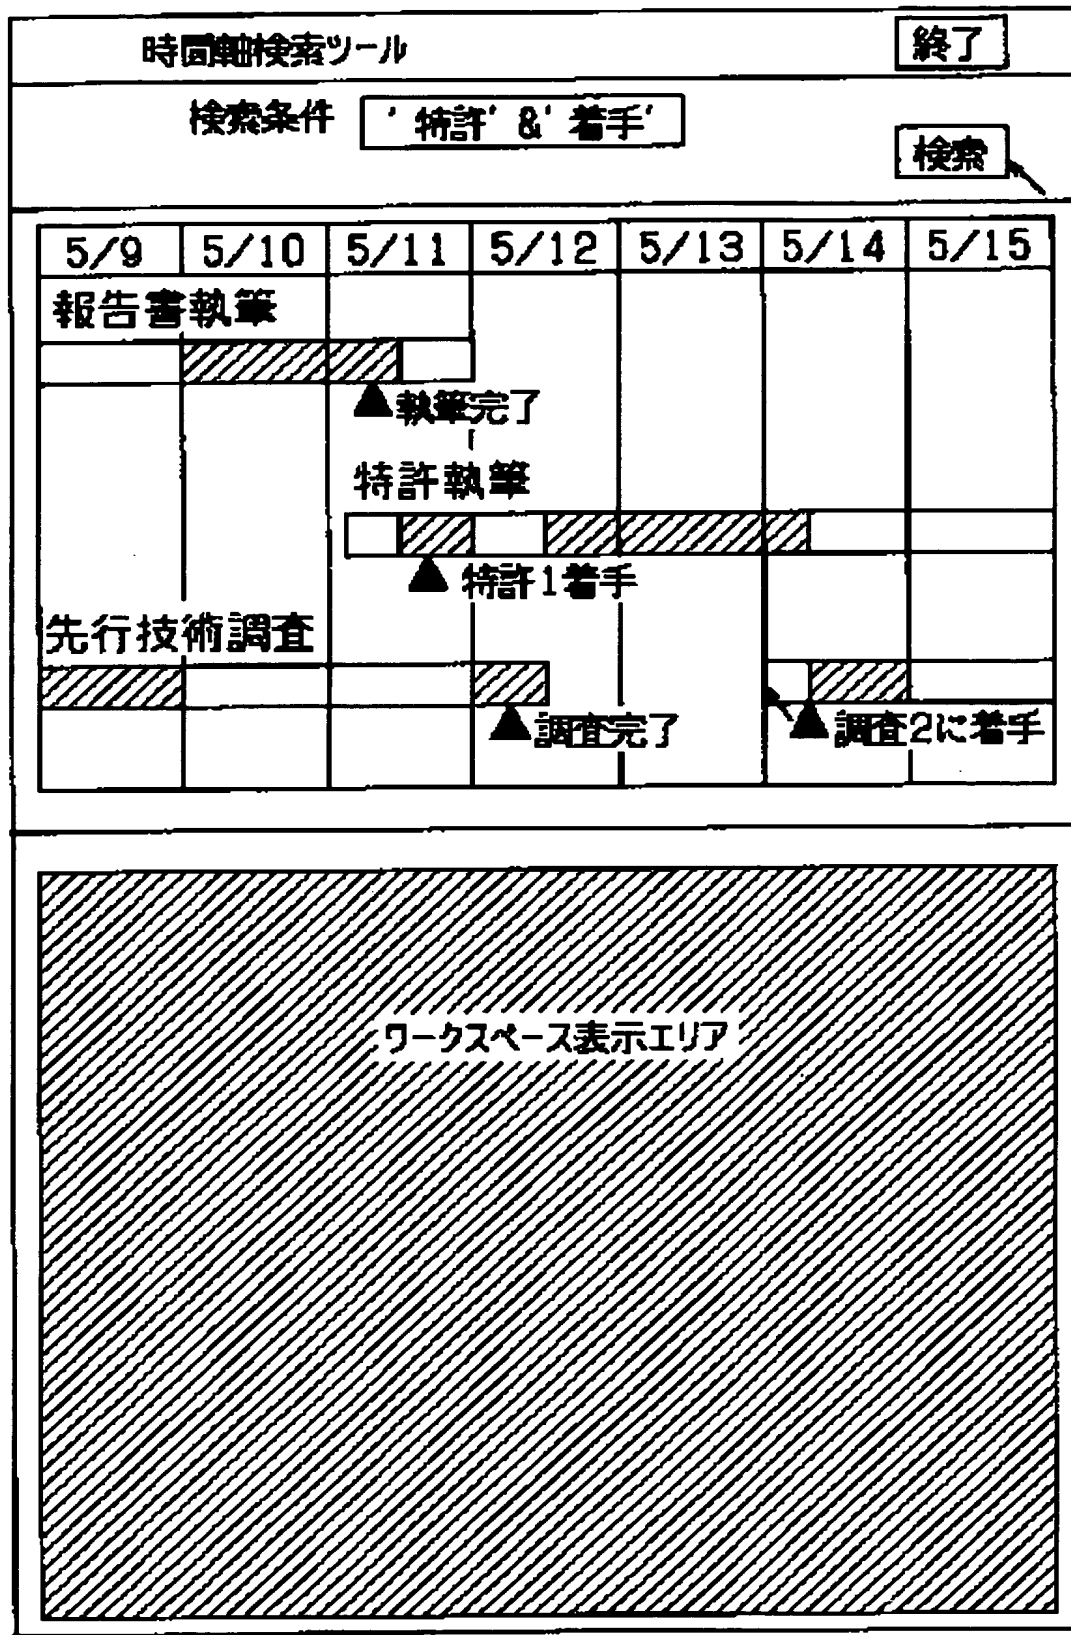 時間軸検索ツール 終了
検索条件 '特許'&'着手'
検索
5/9 5/10 5/11 5/12 5/13 5/14 5/15
報告書執筆
▲執筆完了
特許執筆
▲特許1着手
先行技術調査
▲調査完了 ▲調査2に着手
ワークスペース表示エリア